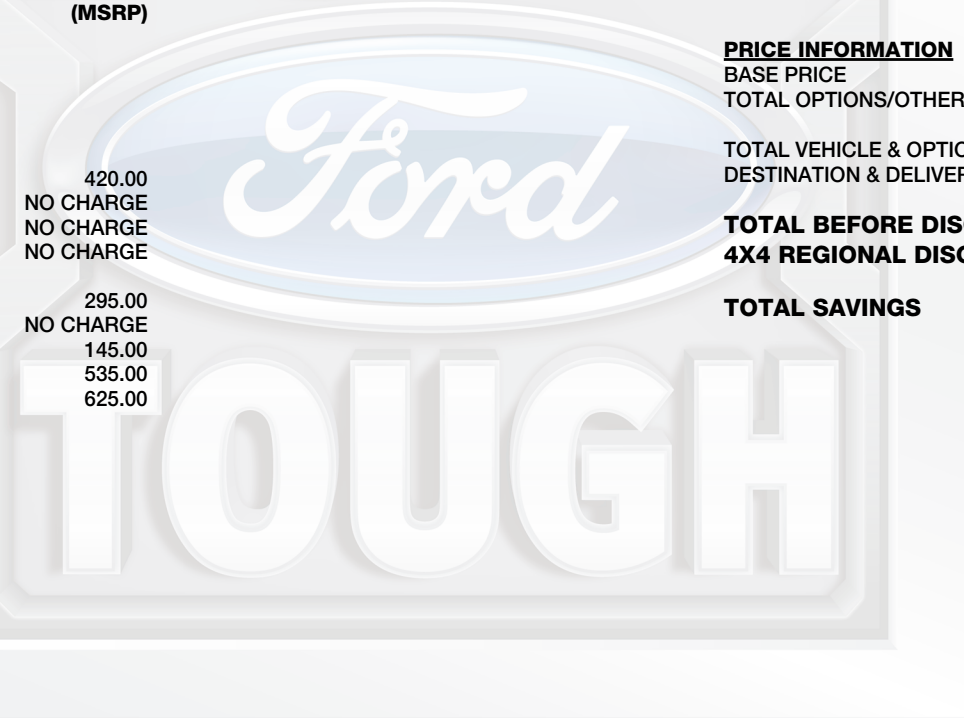 (MSRP)
420.00
NO CHARGE
NO CHARGE
NO CHARGE
295.00
NO CHARGE
145.00
535.00
625.00
Ford
TOUGH
PRICE INFORMATION
BASE PRICE
TOTAL OPTIONS/OTHER
TOTAL VEHICLE & OPTIO
DESTINATION & DELIVER
TOTAL BEFORE DISC
4X4 REGIONAL DISC
TOTAL SAVINGS